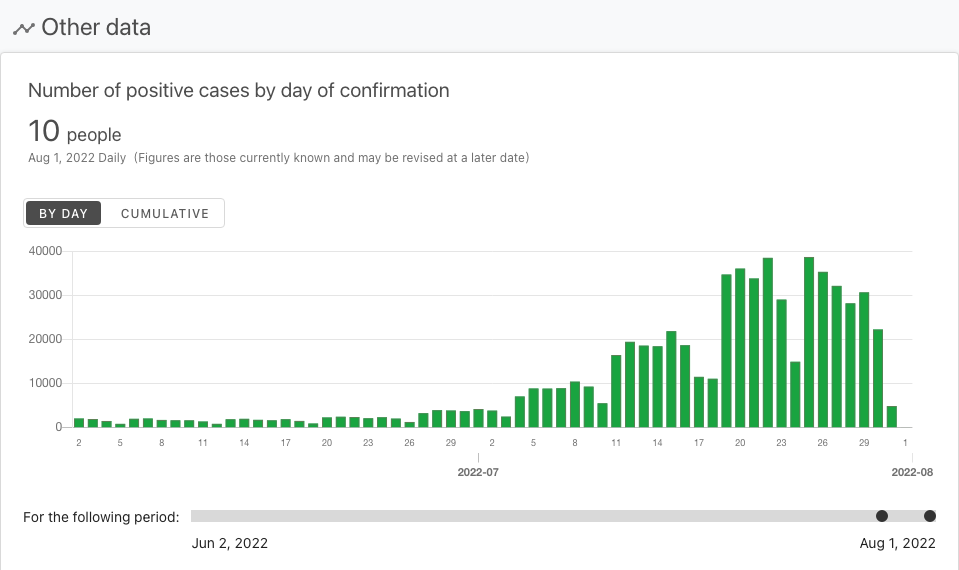 Other data
Number of positive cases by day of confirmation
10 people
Aug 1, 2022 Daily (Figures are those currently known and may be revised at a later date)
BY DAY CUMULATIVE
40000
30000
20000
10000
0
2 5 8 11 14 17 20 23 26 29 2 5 8 11 14 17 20 23 26 29 1
2022-07 2022-08
For the following period:
Jun 2, 2022 Aug 1, 2022